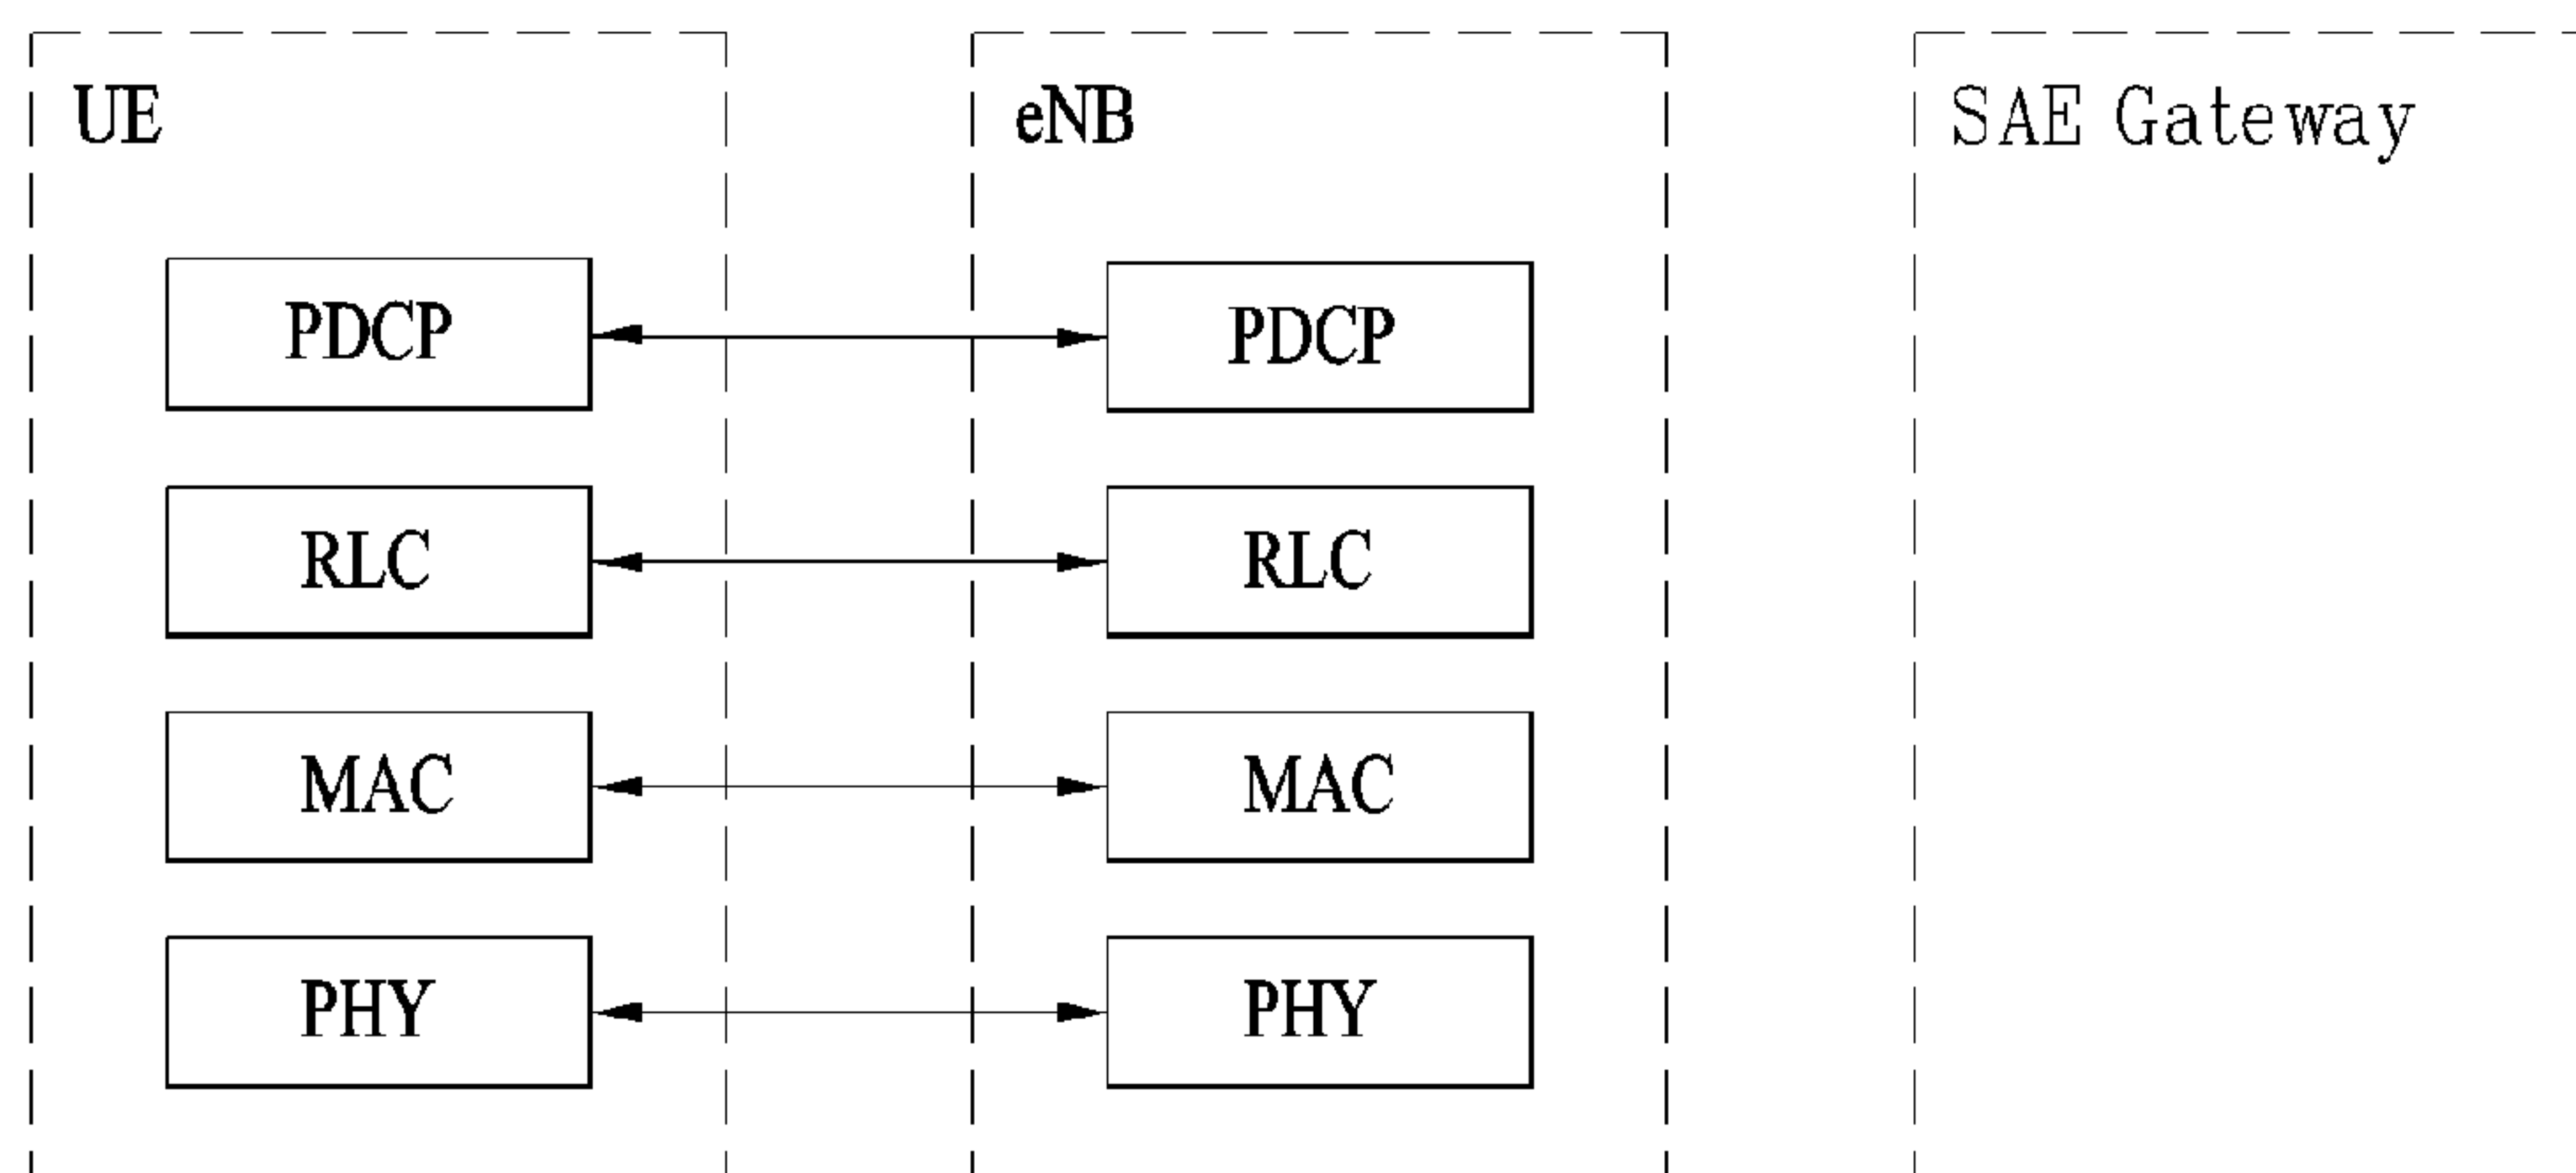 UE
eNB
SAE Gateway
PDCP
PDCP
RLC
RLC
MAC
MAC
PHY
PHY